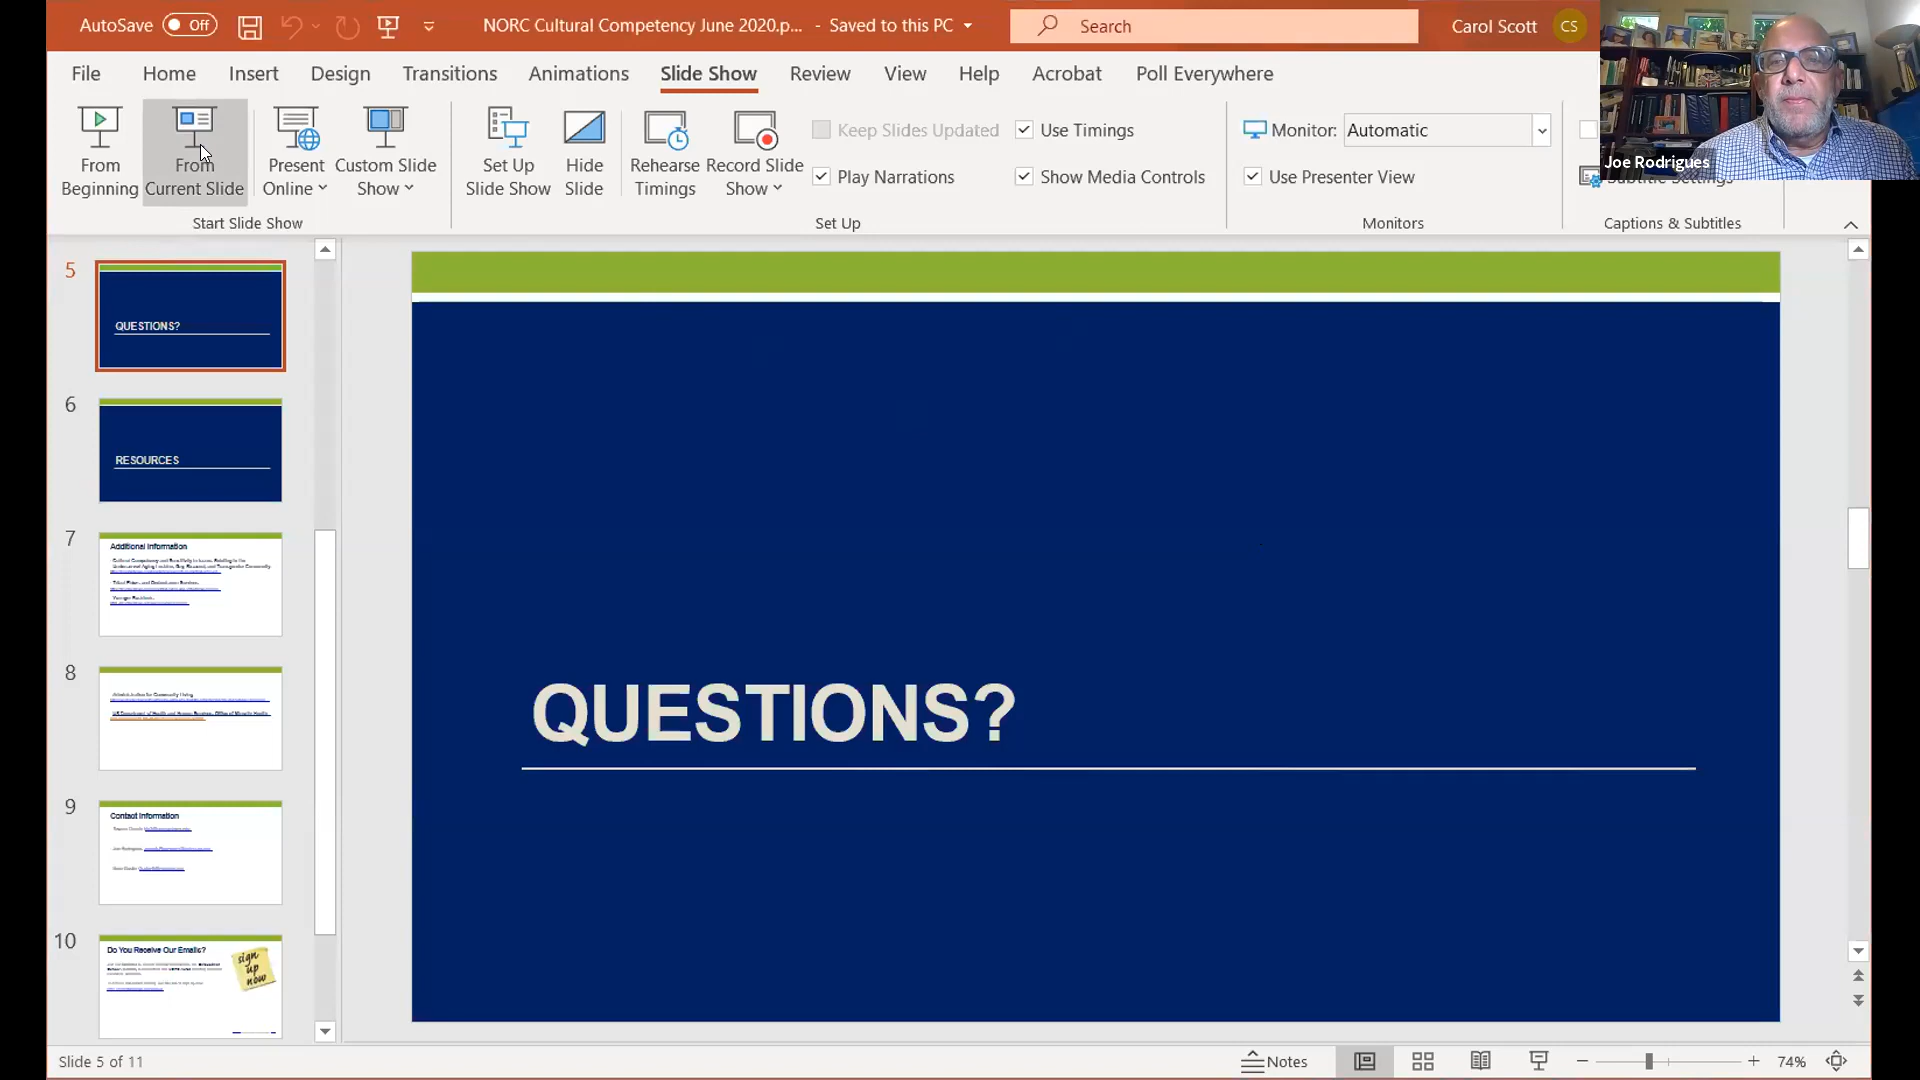 AutoSave Off NORC Cultural Competency June 2020.p... - Saved to this PC Search Carol Scott CS
File Home Insert Design Transitions Animations Slide Show Review View Help Acrobat Poll Everywhere
From Beginning
From Current Slide
Present Online
Custom Slide Show
Start Slide Show
Set Up Slide Show
Hide Slide
Rehearse Timings
Record Slide Show
Keep Slides Updated
Play Narrations
Use Timings
Show Media Controls
Set Up
Monitor: Automatic
Use Presenter View
Monitors
Subtitle Settings
Captions & Subtitles
Joe Rodrigues
5
QUESTIONS?
6
RESOURCES
7
Additional Information
8
9
Contact Information
10
Do You Receive Our Emails?
sign
up
now
QUESTIONS?
Slide 5 of 11
Notes
74%